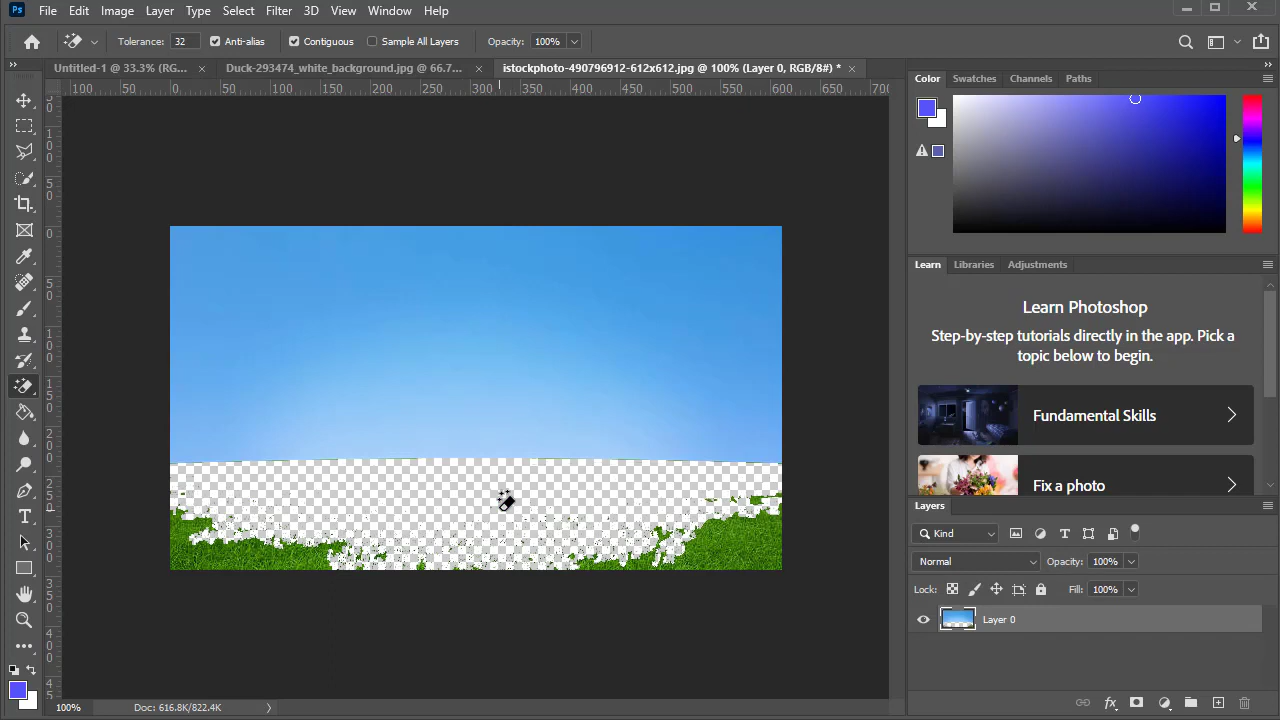 Ps File Edit Image Layer Type Select Filter 3D View Window Help
Tolerance: 32 Anti-alias Contiguous Sample All Layers Opacity: 100%
Untitled-1 @ 33.3% (RG... × Duck-293474_white_background.jpg @ 66.7... × istockphoto-490796912-612x612.jpg @ 100% (Layer 0, RGB/8#) * ×
100 50 0 50 100 150 200 250 300 350 400 450 500 550 600 650 700
Color Swatches Channels Paths
Learn Libraries Adjustments
Learn Photoshop
Step-by-step tutorials directly in the app. Pick a
topic below to begin.
Fundamental Skills
Fix a photo
Layers
Kind
Normal Opacity: 100%
Lock: Fill: 100%
Layer 0
100% Doc: 616.8K/822.4K